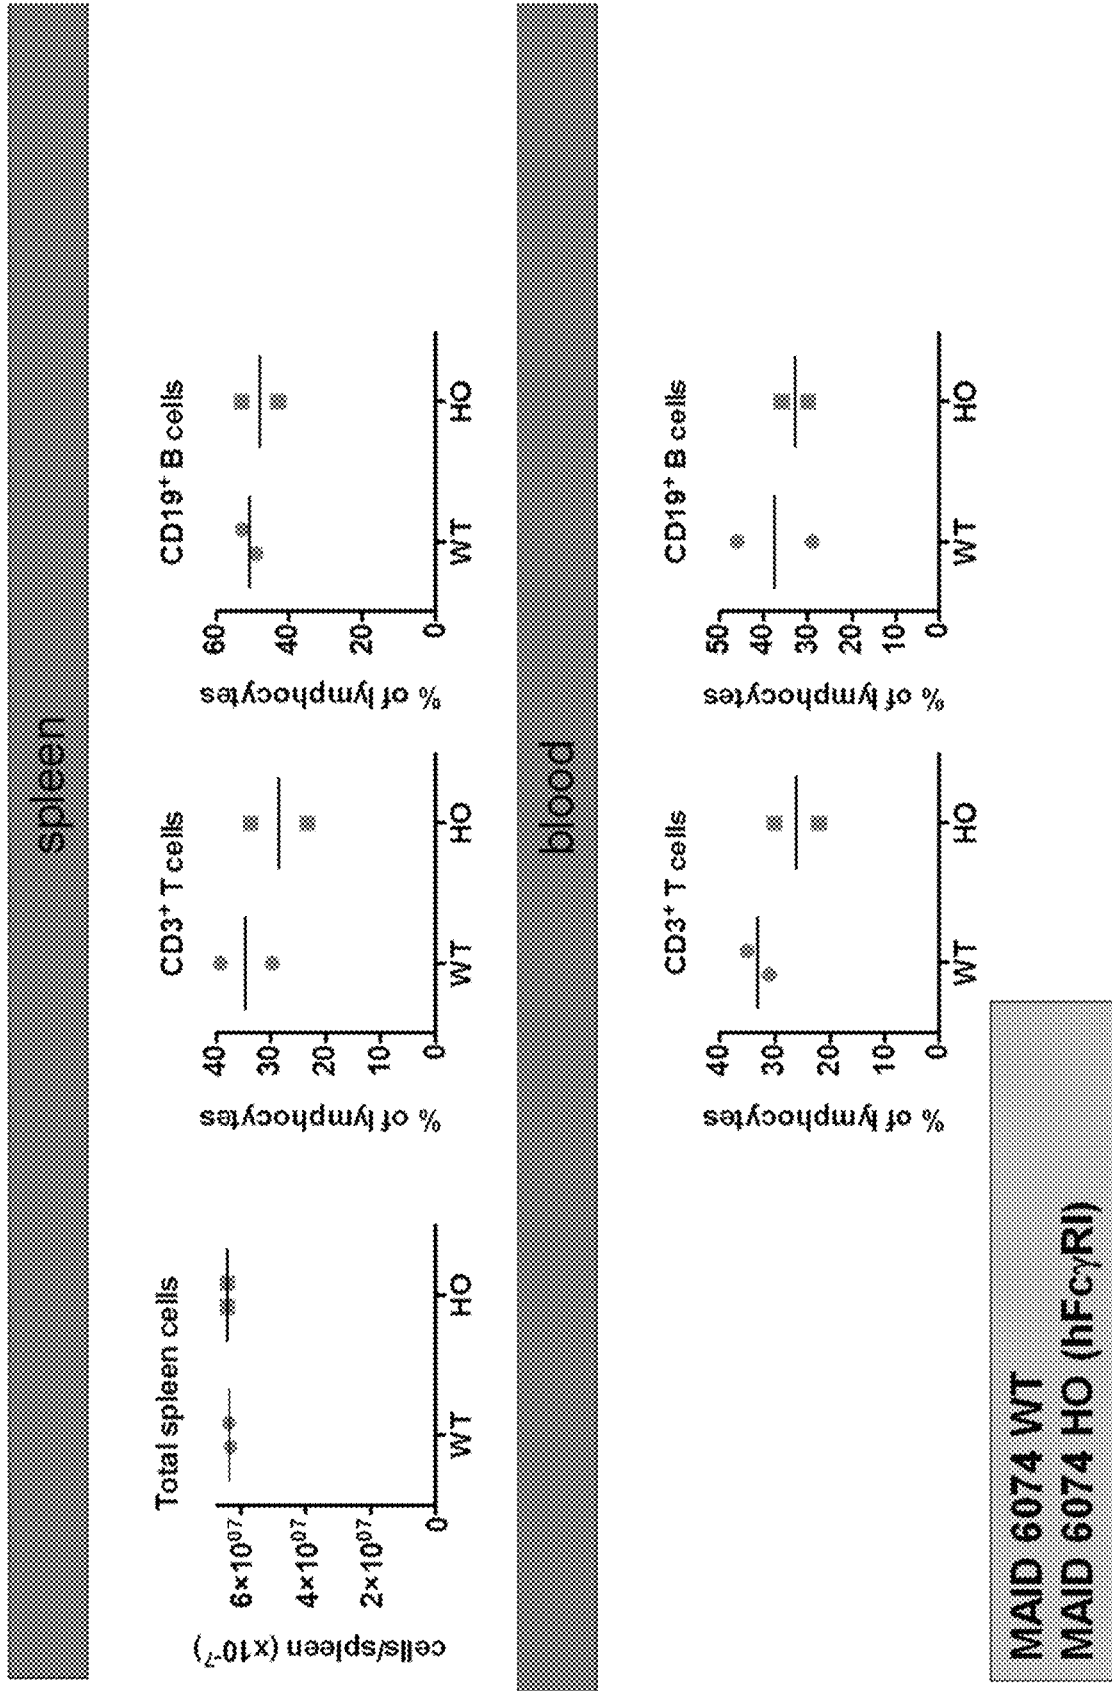 spleen
Total spleen cells
cells/spleen (x10⁻⁷)
6×10⁰⁷
4×10⁰⁷
2×10⁰⁷
0
WT
HO
CD3⁺ T cells
% of lymphocytes
40
30
20
10
0
WT
HO
CD19⁺ B cells
% of lymphocytes
60
40
20
0
WT
HO
blood
CD3⁺ T cells
% of lymphocytes
40
30
20
10
0
WT
HO
CD19⁺ B cells
% of lymphocytes
50
40
30
20
10
0
WT
HO
MAID 6074 WT
MAID 6074 HO (hFcγRI)